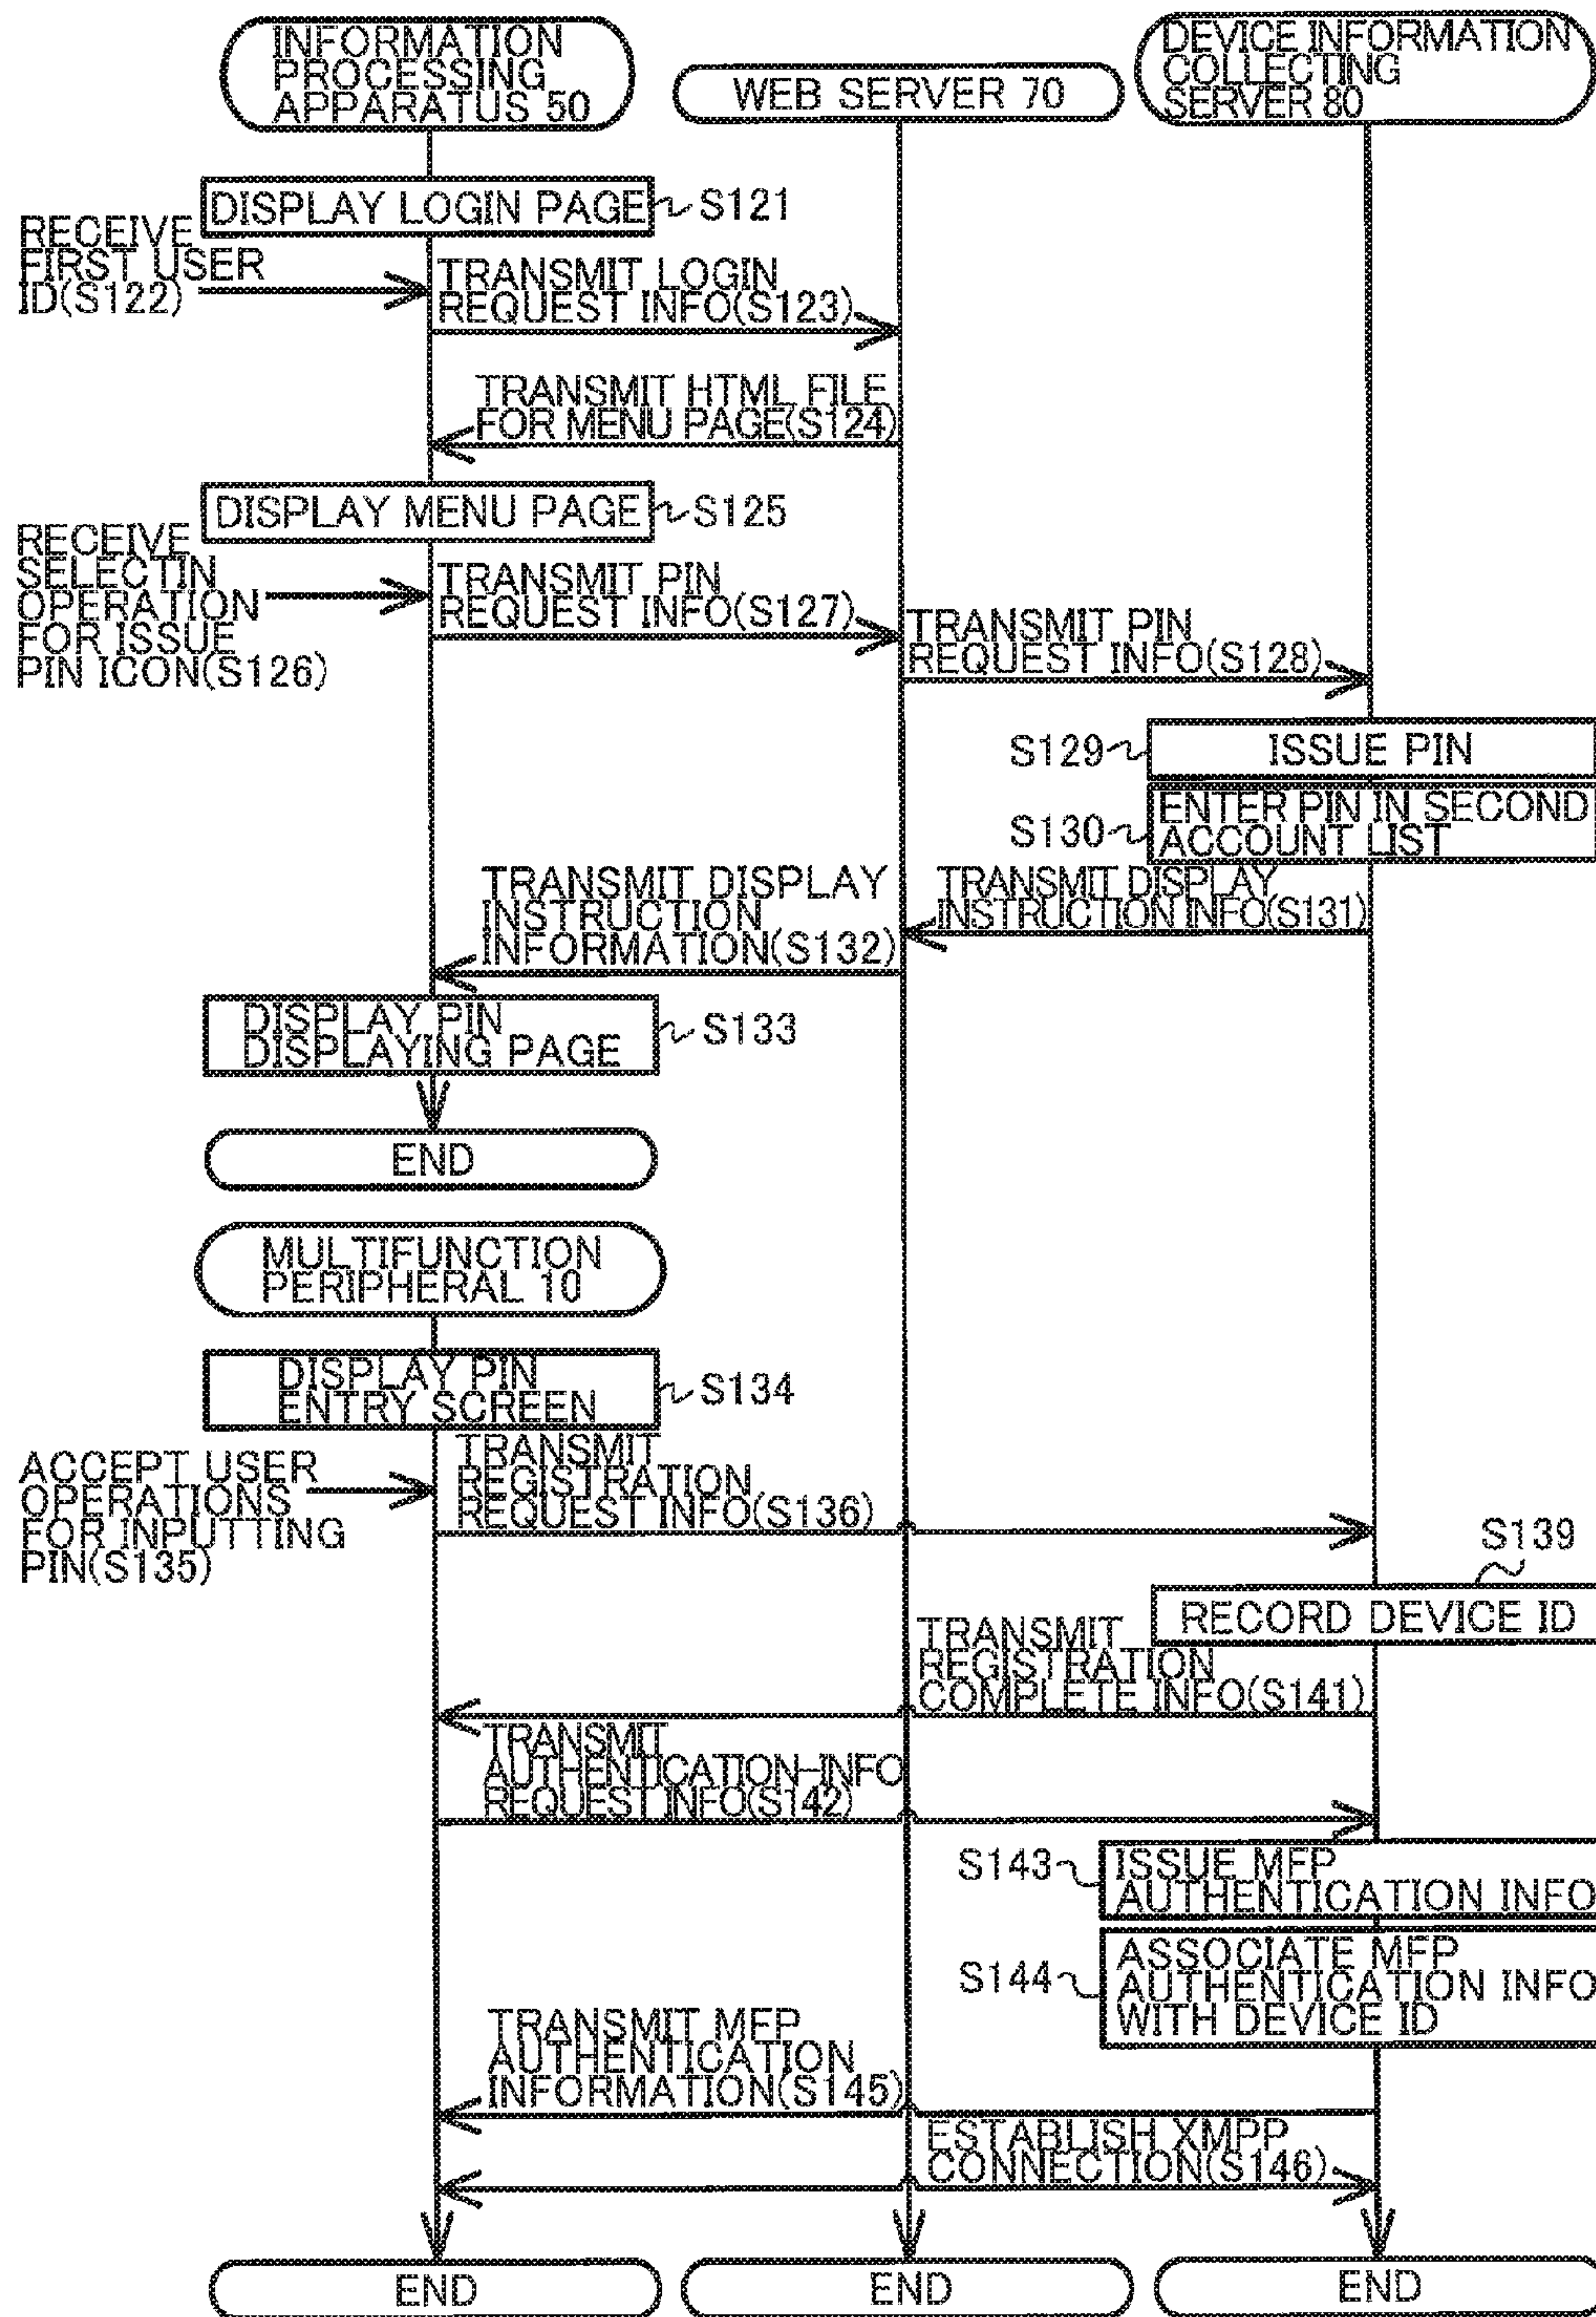 INFORMATION
PROCESSING
APPARATUS 50
WEB SERVER 70
DEVICE INFORMATION
COLLECTING
SERVER 80
DISPLAY LOGIN PAGE
S121
RECEIVE
FIRST USER
ID(S122)
TRANSMIT LOGIN
REQUEST INFO(S123)
TRANSMIT HTML FILE
FOR MENU PAGE(S124)
DISPLAY MENU PAGE
S125
RECEIVE
SELECTIN
OPERATION
FOR ISSUE
PIN ICON(S126)
TRANSMIT PIN
REQUEST INFO(S127)
TRANSMIT PIN
REQUEST INFO(S128)
S129
ISSUE PIN
S130
ENTER PIN IN SECOND
ACCOUNT LIST
TRANSMIT DISPLAY
INSTRUCTION INFO(S131)
TRANSMIT DISPLAY
INSTRUCTION
INFORMATION(S132)
DISPLAY PIN
DISPLAYING PAGE
S133
END
MULTIFUNCTION
PERIPHERAL 10
DISPLAY PIN
ENTRY SCREEN
S134
ACCEPT USER
OPERATIONS
FOR INPUTTING
PIN(S135)
TRANSMIT
REGISTRATION
REQUEST INFO(S136)
S139
RECORD DEVICE ID
TRANSMIT
REGISTRATION
COMPLETE INFO(S141)
TRANSMIT
AUTHENTICATION-INFO
REQUEST INFO(S142)
S143
ISSUE MFP
AUTHENTICATION INFO
S144
ASSOCIATE MFP
AUTHENTICATION INFO
WITH DEVICE ID
TRANSMIT MFP
AUTHENTICATION
INFORMATION(S145)
ESTABLISH XMPP
CONNECTION(S146)
END
END
END